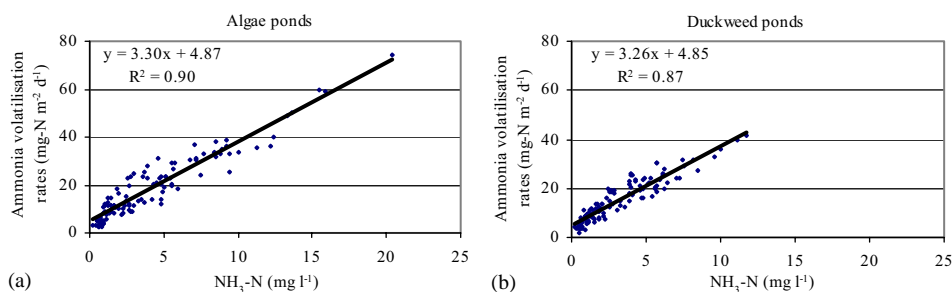 Algae ponds
y = 3.30x + 4.87
R² = 0.90
Ammonia volatilisation
rates (mg-N m⁻² d⁻¹)
80
60
40
20
0
0 5 10 15 20 25
NH₃-N (mg l⁻¹)
(a)
Duckweed ponds
y = 3.26x + 4.85
R² = 0.87
Ammonia volatilisation
rates (mg-N m⁻² d⁻¹)
80
60
40
20
0
0 5 10 15 20 25
NH₃-N (mg l⁻¹)
(b)